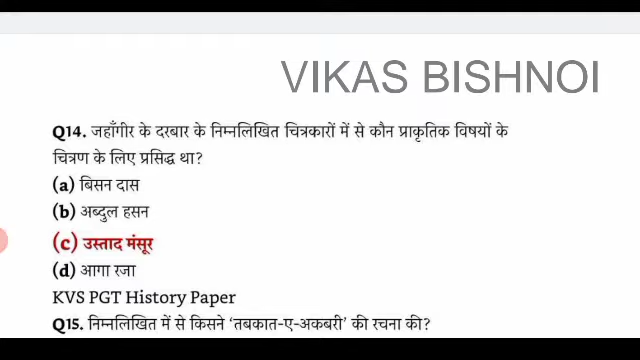 VIKAS BISHNOI
Q14. जहाँगीर के दरबार के निम्नलिखित चित्रकारों में से कौन प्राकृतिक विषयों के
चित्रण के लिए प्रसिद्ध था?
(a) बिसन दास
(b) अब्दुल हसन
(c) उस्ताद मंसूर
(d) आगा रजा
KVS PGT History Paper
Q15. निम्नलिखित में से किसने ‘तबकात-ए-अकबरी’ की रचना की?